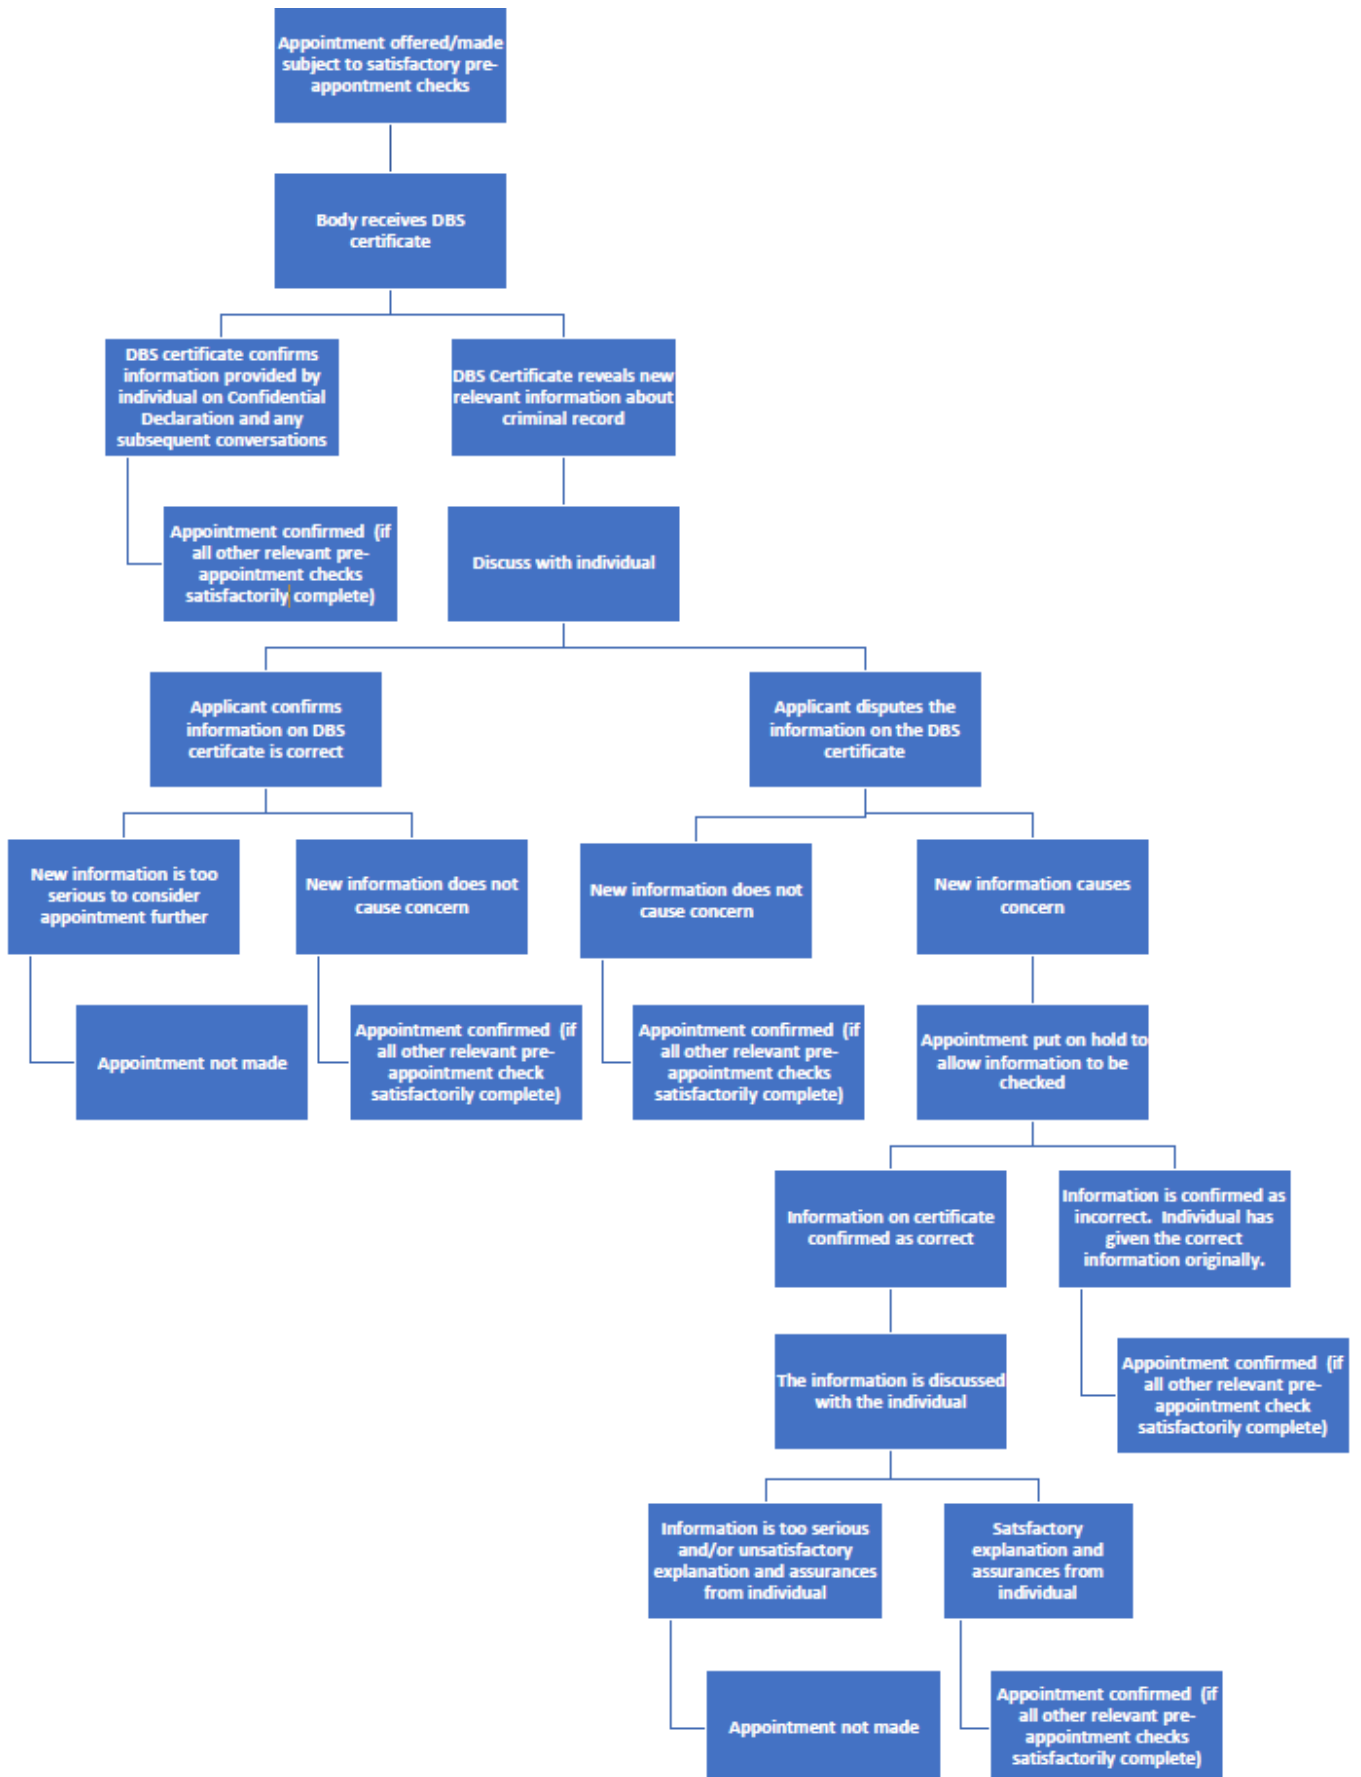 Appointment offered/made
subject to satisfactory pre-
appontment checks
Body receives DBS
certificate
DBS certificate confirms
information provided by
individual on Confidential
Declaration and any
subsequent conversations
DBS Certificate reveals new
relevant information about
criminal record
Appointment confirmed (if
all other relevant pre-
appointment checks
satisfactorily complete)
Discuss with individual
Applicant confirms
information on DBS
certifcate is correct
Applicant disputes the
information on the DBS
certificate
New information is too
serious to consider
appointment further
New information does not
cause concern
New information does not
cause concern
New information causes
concern
Appointment not made
Appointment confirmed (if
all other relevant pre-
appointment check
satisfactorily complete)
Appointment confirmed (if
all other relevant pre-
appointment checks
satisfactorily complete)
Appointment put on hold to
allow information to be
checked
Information on certificate
confirmed as correct
Information is confirmed as
incorrect. Individual has
given the correct
information originally.
The information is discussed
with the individual
Appointment confirmed (if
all other relevant pre-
appointment check
satisfactorily complete)
Information is too serious
and/or unsatisfactory
explanation and assurances
from individual
Satsfactory
explanation and
assurances from
individual
Appointment not made
Appointment confirmed (if
all other relevant pre-
appointment checks
satisfactorily complete)